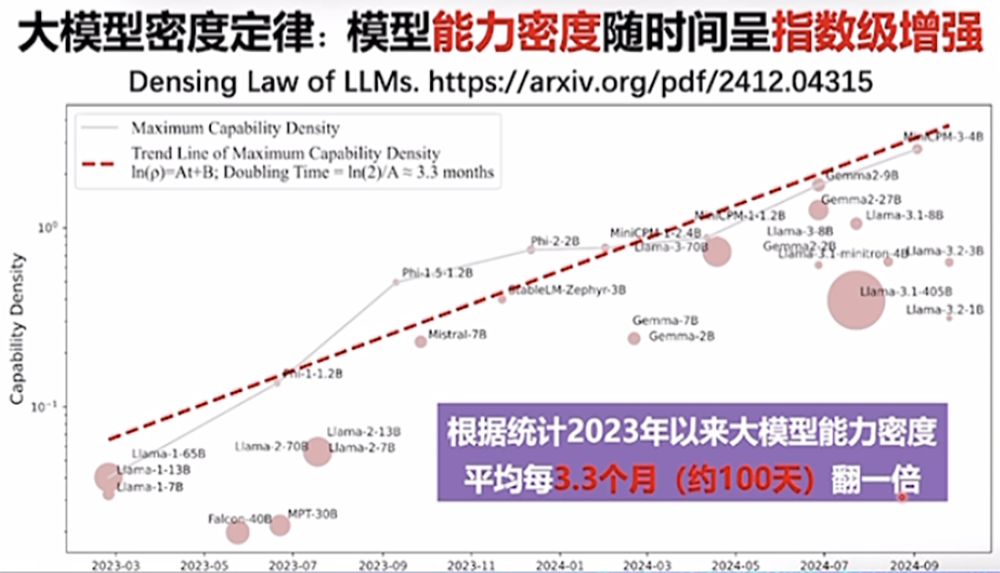 大模型密度定律：模型能力密度随时间呈指数级增强
Densing Law of LLMs. https://arxiv.org/pdf/2412.04315
Maximum Capability Density
Trend Line of Maximum Capability Density
ln(ρ)=At+B; Doubling Time = ln(2)/A ≈ 3.3 months
MiniCPM-3-4B
Gemma2-9B
Gemma2-27B
MiniCPM-1-1.2B
Llama-3.1-8B
10⁰
Phi-2-2B
MiniCPM-1-2.4B
Llama-3-8B
Llama-3-70B
Gemma2-2B
Llama-3.1-minitron-4B
Llama-3.2-3B
Phi-1-5-1.2B
StableLM-Zephyr-3B
Llama-3.1-405B
Llama-3.2-1B
Gemma-7B
Mistral-7B
Gemma-2B
Capability Density
Phi-1-1.2B
10⁻¹
Llama-2-13B
Llama-2-70B
Llama-2-7B
Llama-1-65B
Llama-1-13B
Llama-1-7B
Falcon-40B
MPT-30B
根据统计2023年以来大模型能力密度
平均每3.3个月（约100天）翻一倍
2023-03 2023-05 2023-07 2023-09 2023-11 2024-01 2024-03 2024-05 2024-07 2024-09